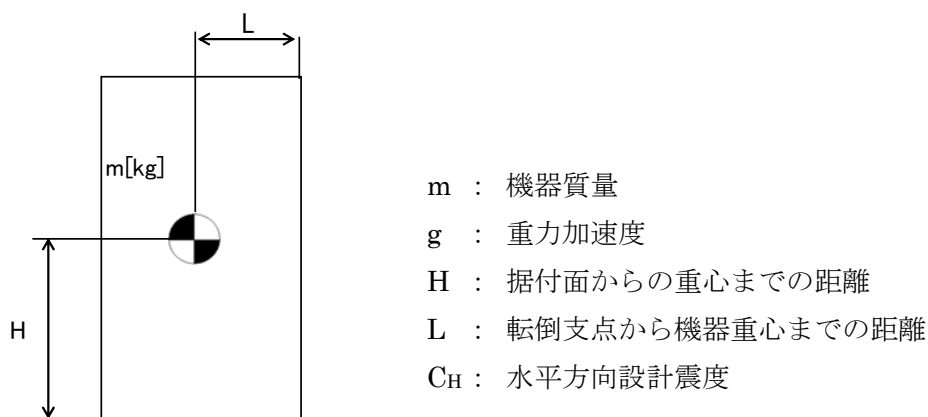 L
m[kg]
H
m : 機器質量
g : 重力加速度
H : 据付面からの重心までの距離
L : 転倒支点から機器重心までの距離
CH : 水平方向設計震度